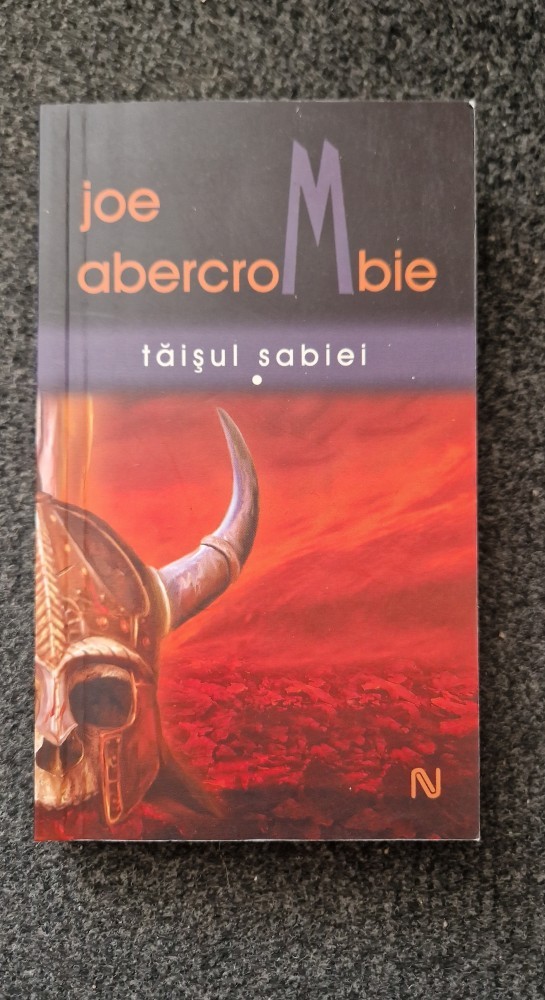 joe
abercroMbie
tăişul sabiei
N